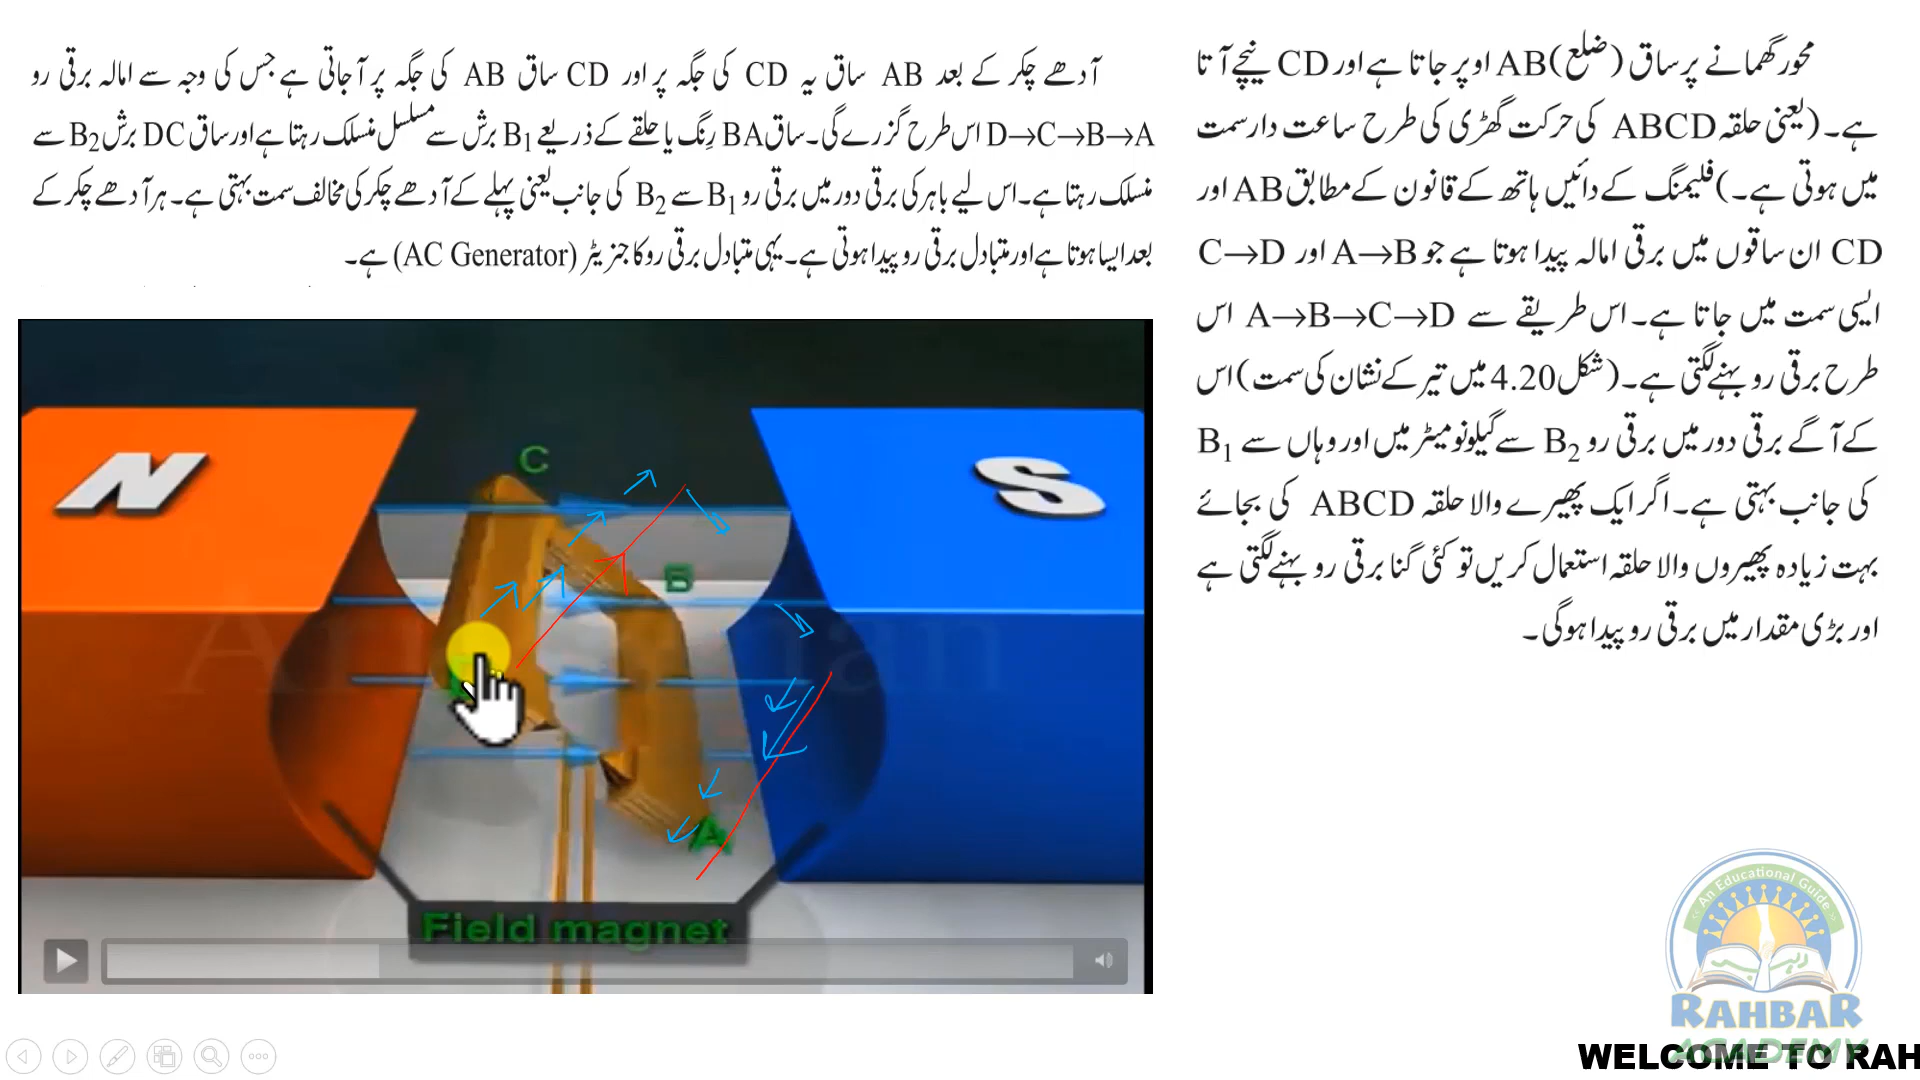 محور گھمانے پر ساق (ضلع) AB اوپر جاتا ہے اور CD نیچے آتا
ہے۔ (یعنی حلقہ ABCD کی حرکت گھڑی کی طرح ساعت دار سمت
میں ہوتی ہے۔) فلیمنگ کے دائیں ہاتھ کے قانون کے مطابق AB اور
CD ان ساقوں میں برقی امالہ پیدا ہوتا ہے جو A→B اور C→D
ایسی سمت میں جاتا ہے۔ اس طریقے سے A→B→C→D اس
طرح برقی رو بہنے لگتی ہے۔ (شکل 4.20 میں تیر کے نشان کی سمت) اس
کے آگے برقی دور میں برقی رو B2 سے گیلونومیٹر میں اور وہاں سے B1
کی جانب بہتی ہے۔ اگر ایک پھیرے والا حلقہ ABCD کی بجائے
بہت زیادہ پھیروں والا حلقہ استعمال کریں تو کئی گنا برقی رو بہنے لگتی ہے
اور بڑی مقدار میں برقی رو پیدا ہوگی۔
آدھے چکر کے بعد AB ساق یہ CD کی جگہ پر اور CD ساق AB کی جگہ پر آجاتی ہے جس کی وجہ سے امالہ برقی رو
D→C→B→A اس طرح گزرے گی۔ ساق BA رِنگ یا حلقے کے ذریعے B1 برش سے مسلسل منسلک رہتا ہے اور ساق DC برش B2 سے
منسلک رہتا ہے۔ اس لیے باہر کی برقی دور میں برقی رو B1 سے B2 کی جانب یعنی پہلے کے آدھے چکر کی مخالف سمت بہتی ہے۔ ہر آدھے چکر کے
بعد ایسا ہوتا ہے اور متبادل برقی رو پیدا ہوتی ہے۔ یہی متبادل برقی رو کا جنریٹر (AC Generator) ہے۔
N
S
C
B
A
Field magnet
An Educational Guide
رہبر
RAHBAR
ACADEMY
WELCOME TO RAH